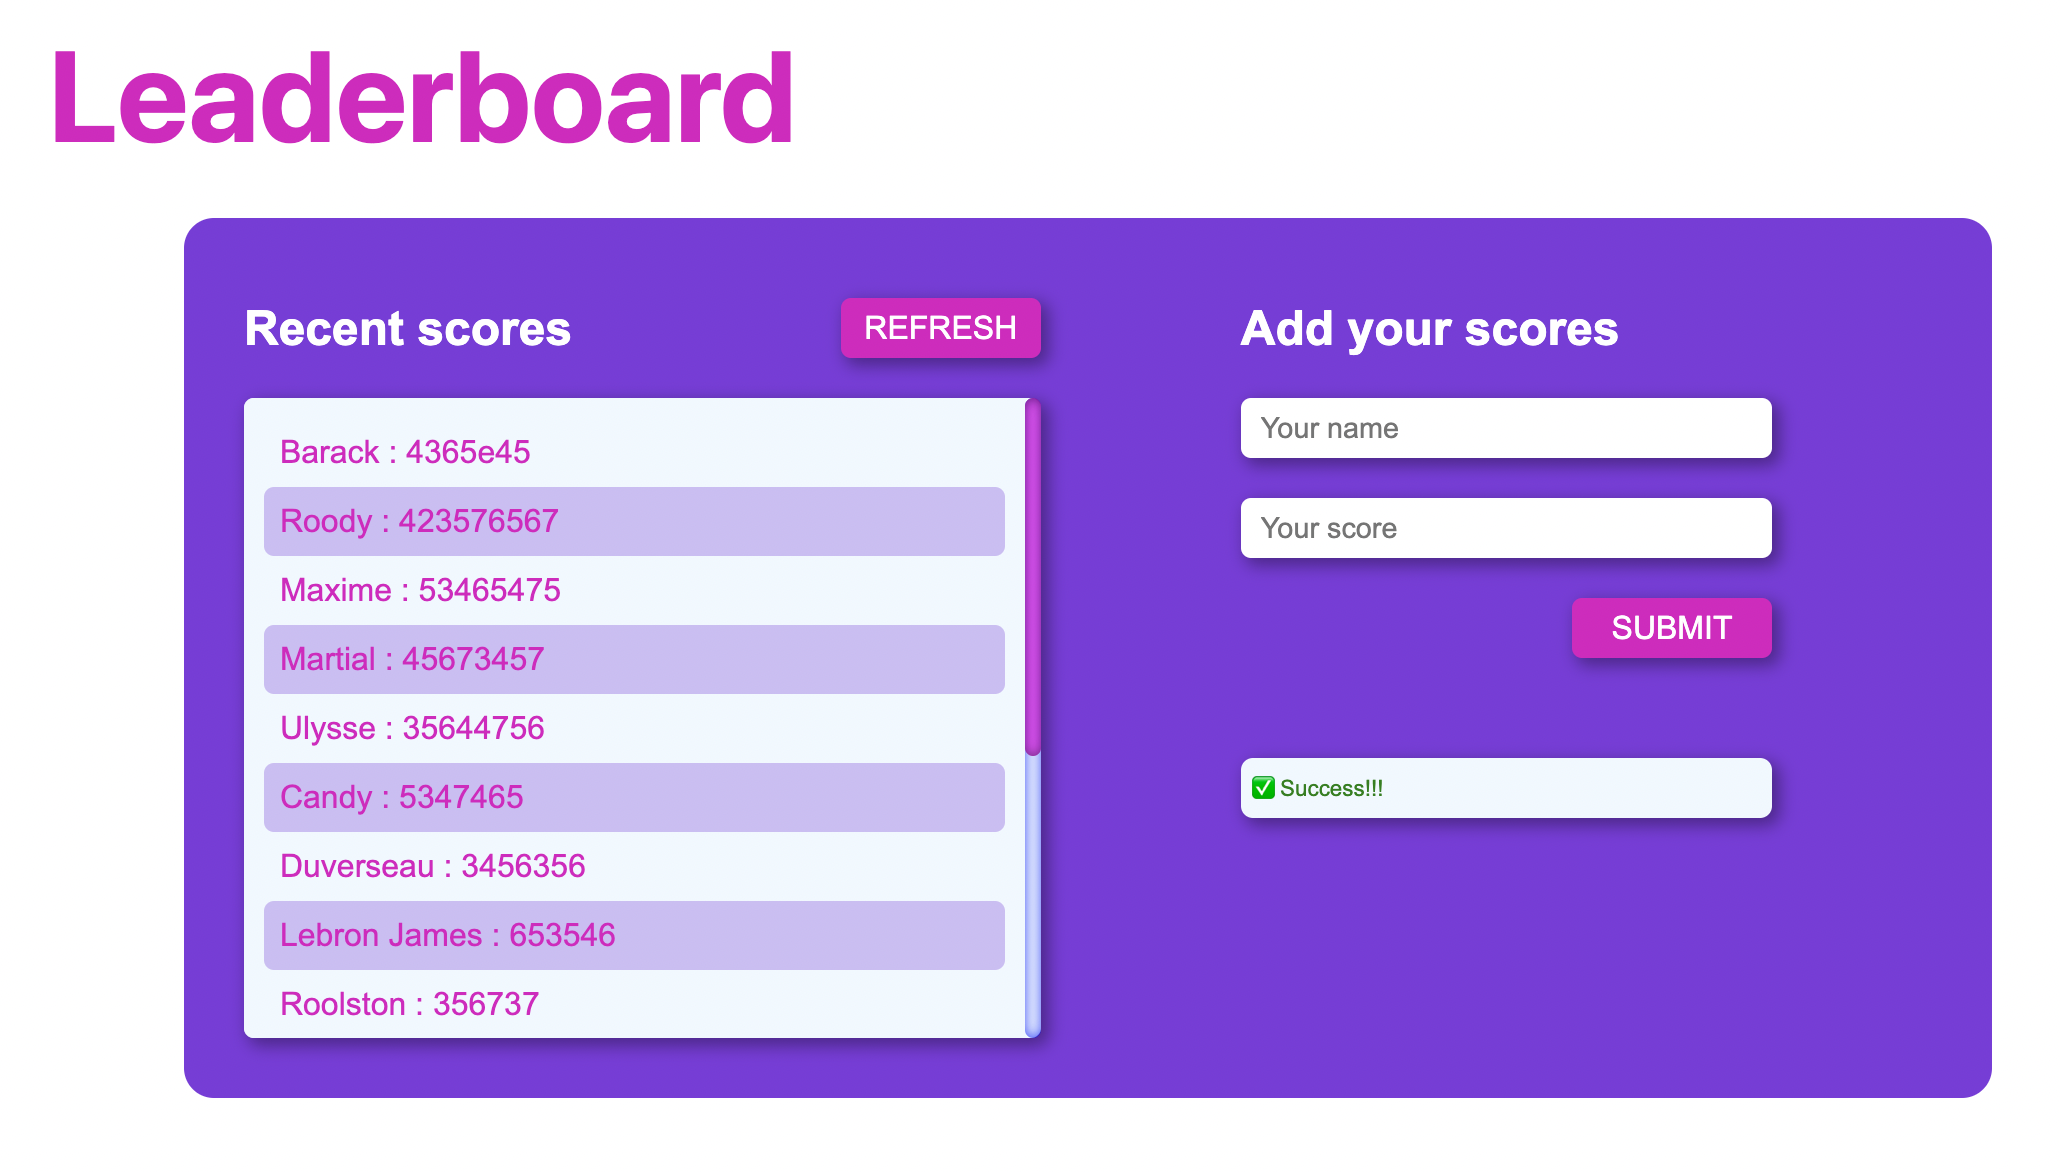 Leaderboard
Recent scores
REFRESH
Barack : 4365e45
Roody : 423576567
Maxime : 53465475
Martial : 45673457
Ulysse : 35644756
Candy : 5347465
Duverseau : 3456356
Lebron James : 653546
Roolston : 356737
Add your scores
Your name
Your score
SUBMIT
✅ Success!!!